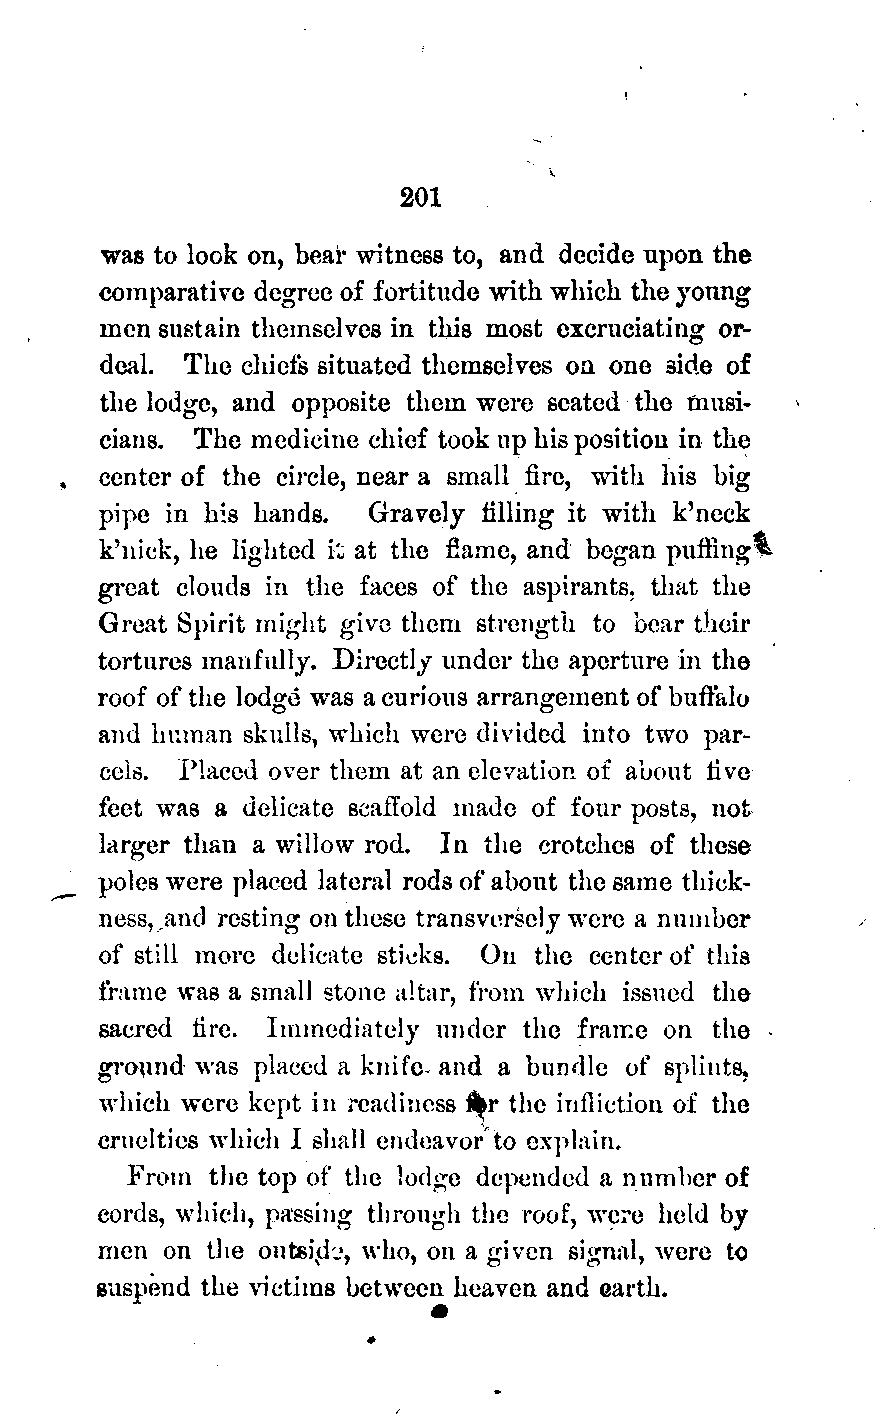 201
was to look on, bear witness to, and decide upon the
comparative degree of fortitude with which the young
men sustain themselves in this most excruciating or-
deal. The chiefs situated themselves on one side of
the lodge, and opposite them were seated the musi-
cians. The medicine chief took up his position in the
center of the circle, near a small fire, with his big
pipe in his hands. Gravely filling it with k'neck
k'nick, he lighted it at the flame, and began puffing
great clouds in the faces of the aspirants, that the
Great Spirit might give them strength to bear their
tortures manfully. Directly under the aperture in the
roof of the lodge was a curious arrangement of buffalo
and human skulls, which were divided into two par-
cels. Placed over them at an elevation of about five
feet was a delicate scaffold made of four posts, not
larger than a willow rod. In the crotches of these
poles were placed lateral rods of about the same thick-
ness, and resting on these transversely were a number
of still more delicate sticks. On the center of this
frame was a small stone altar, from which issued the
sacred fire. Immediately under the frame on the
ground was placed a knife and a bundle of splints,
which were kept in readiness for the infliction of the
cruelties which I shall endeavor to explain.
From the top of the lodge depended a number of
cords, which, passing through the roof, were held by
men on the outside, who, on a given signal, were to
suspend the victims between heaven and earth.